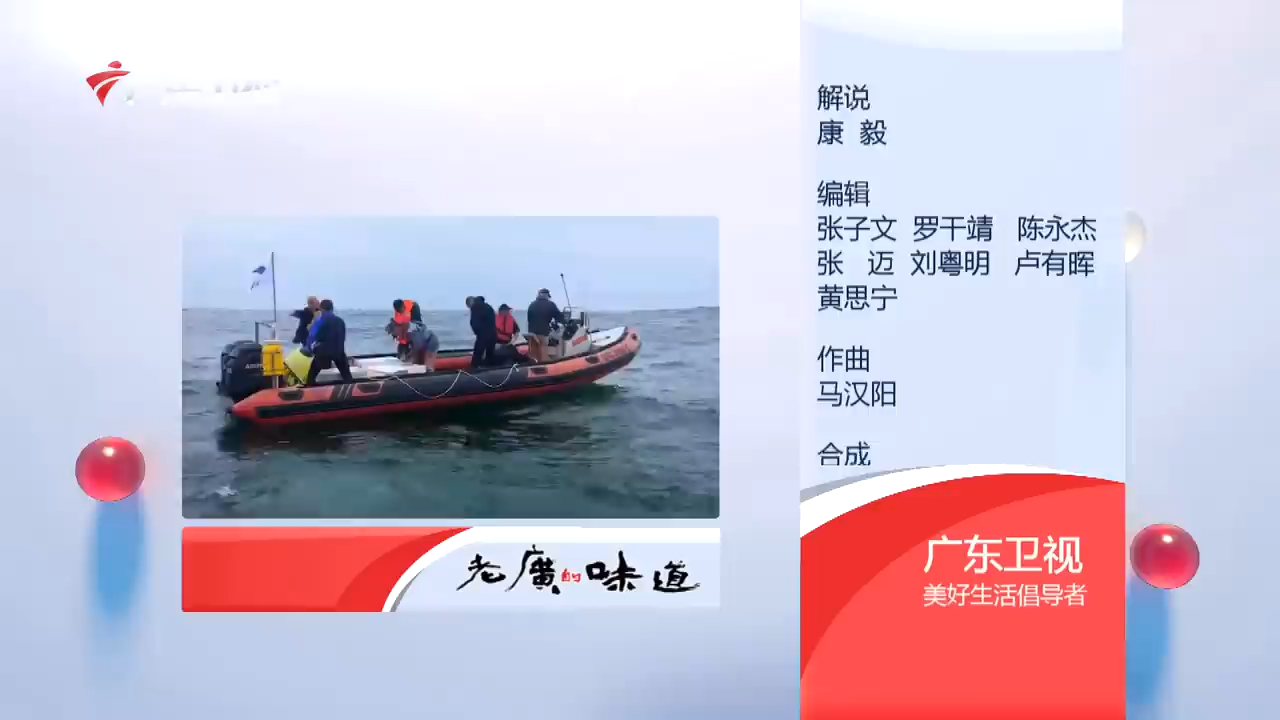 解说
康 毅
编辑
张子文 罗干靖 陈永杰
张 迈 刘粤明 卢有晖
黄思宁
作曲
马汉阳
合成
老廣的味道
广东卫视
美好生活倡导者